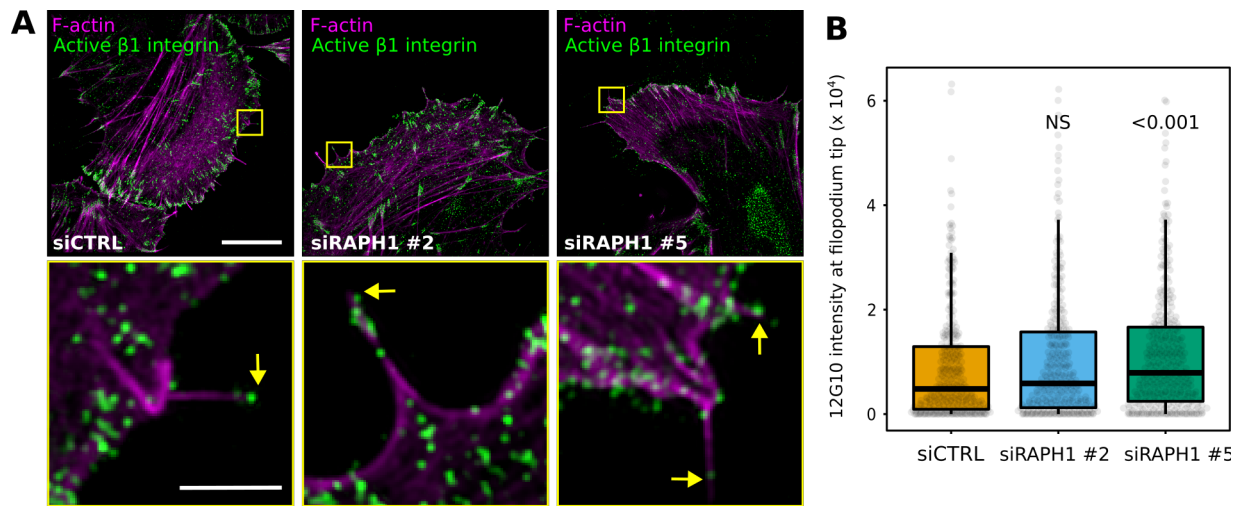 A
F-actin
Active β1 integrin
siCTRL
F-actin
Active β1 integrin
siRAPH1 #2
F-actin
Active β1 integrin
siRAPH1 #5
B
12G10 intensity at filopodium tip (x 10⁴)
6
4
2
0
NS
<0.001
siCTRL
siRAPH1 #2
siRAPH1 #5